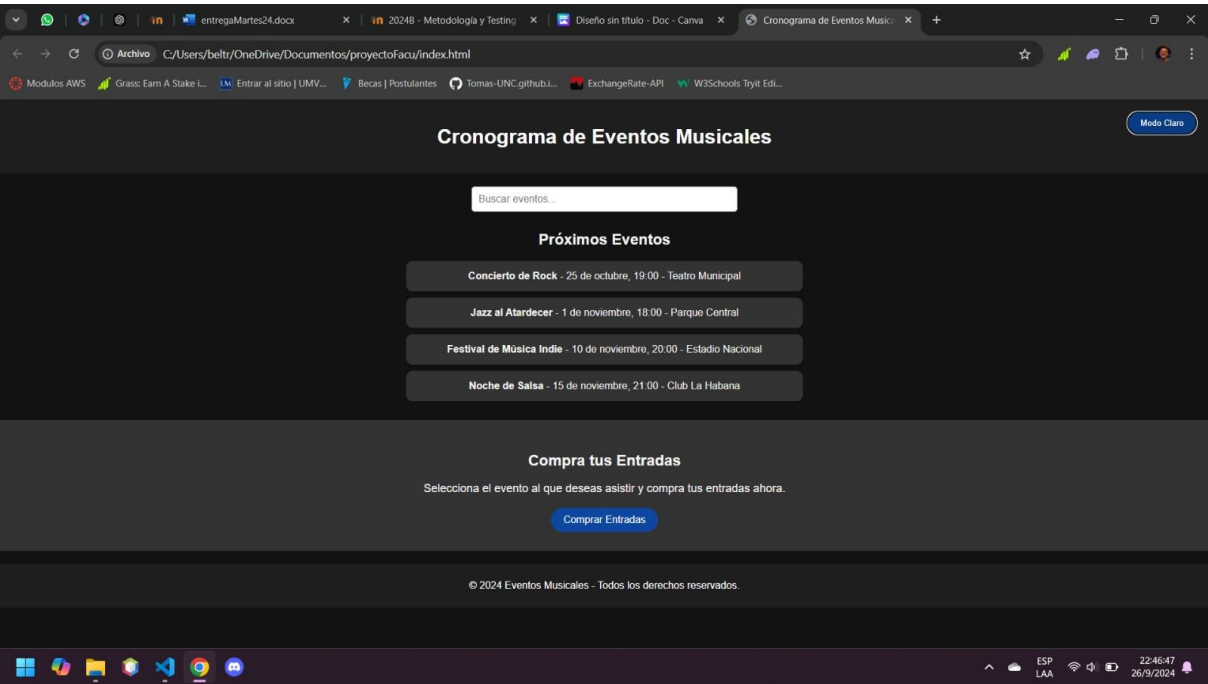 entregaMartes24.docx
2024B - Metodología y Testing
Diseño sin título - Doc - Canva
Cronograma de Eventos Music
Archivo C:/Users/beltr/OneDrive/Documentos/proyectoFacu/index.html
Modulos AWS Grass: Earn A Stake i... Entrar al sitio | UMV... Becas | Postulantes Tomas-UNC.github.i... ExchangeRate-API W3Schools Tryit Edi...
Modo Claro
Cronograma de Eventos Musicales
Buscar eventos...
Próximos Eventos
Concierto de Rock - 25 de octubre, 19:00 - Teatro Municipal
Jazz al Atardecer - 1 de noviembre, 18:00 - Parque Central
Festival de Música Indie - 10 de noviembre, 20:00 - Estadio Nacional
Noche de Salsa - 15 de noviembre, 21:00 - Club La Habana
Compra tus Entradas
Selecciona el evento al que deseas asistir y compra tus entradas ahora.
Comprar Entradas
© 2024 Eventos Musicales - Todos los derechos reservados.
ESP
LAA
22:46:47
26/9/2024